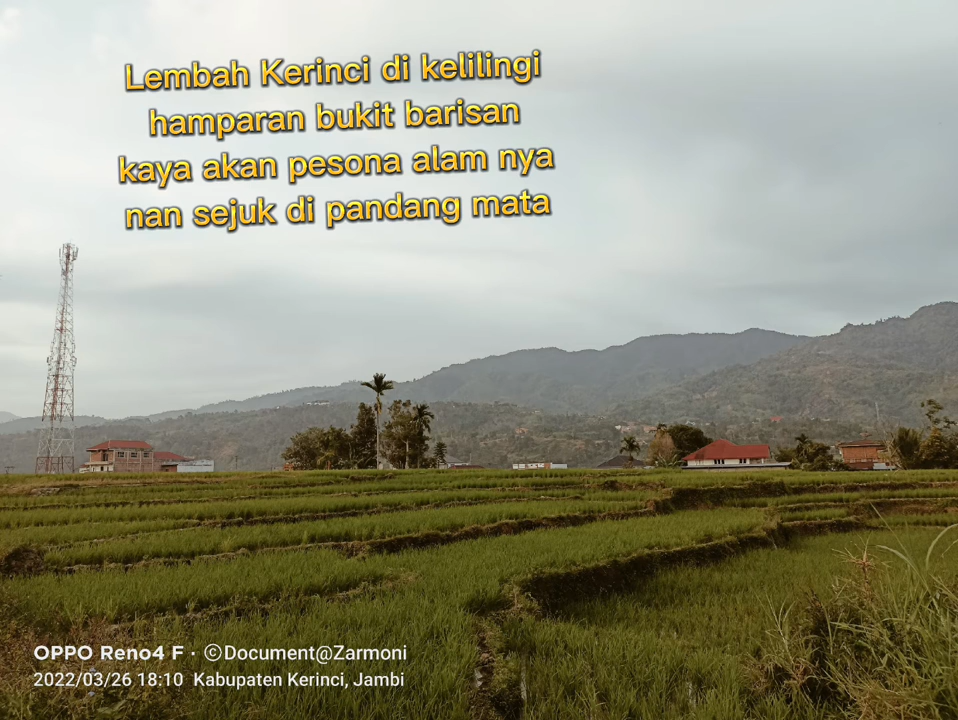 Lembah Kerinci di kelilingi
hamparan bukit barisan
kaya akan pesona alam nya
nan sejuk di pandang mata
OPPO Reno4 F · ©Document@Zarmoni
2022/03/26 18:10 Kabupaten Kerinci, Jambi